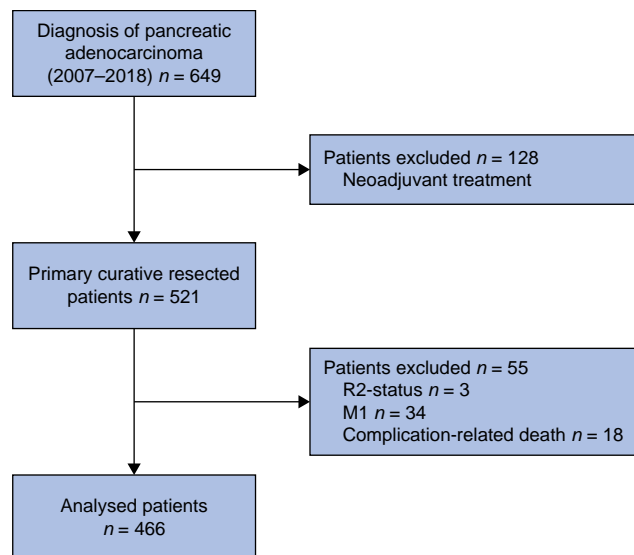 Diagnosis of pancreatic
adenocarcinoma
(2007–2018) n = 649
Patients excluded n = 128
Neoadjuvant treatment
Primary curative resected
patients n = 521
Patients excluded n = 55
R2-status n = 3
M1 n = 34
Complication-related death n = 18
Analysed patients
n = 466